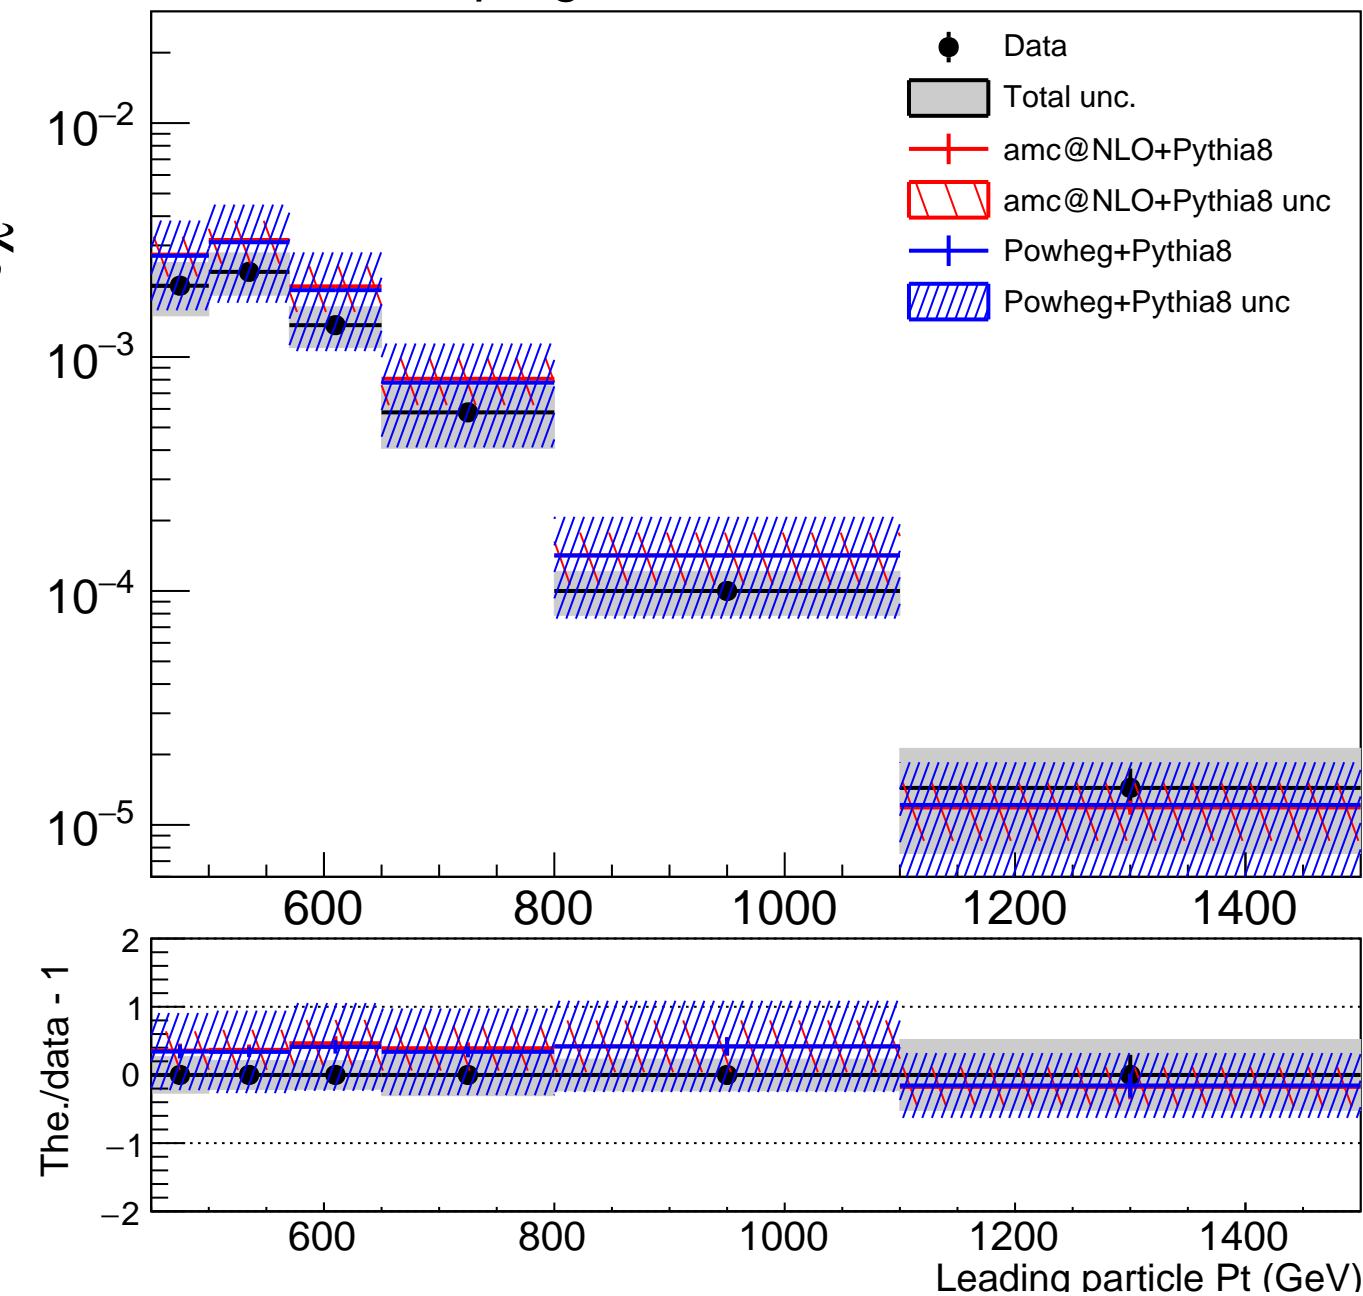 Data
Total unc.
amc@NLO+Pythia8
amc@NLO+Pythia8 unc
Powheg+Pythia8
Powheg+Pythia8 unc
10−2
10−3
10−4
10−5
600 800 1000 1200 1400
2
1
0
−1
−2
The./data - 1
600 800 1000 1200 1400
Leading particle Pt (GeV)